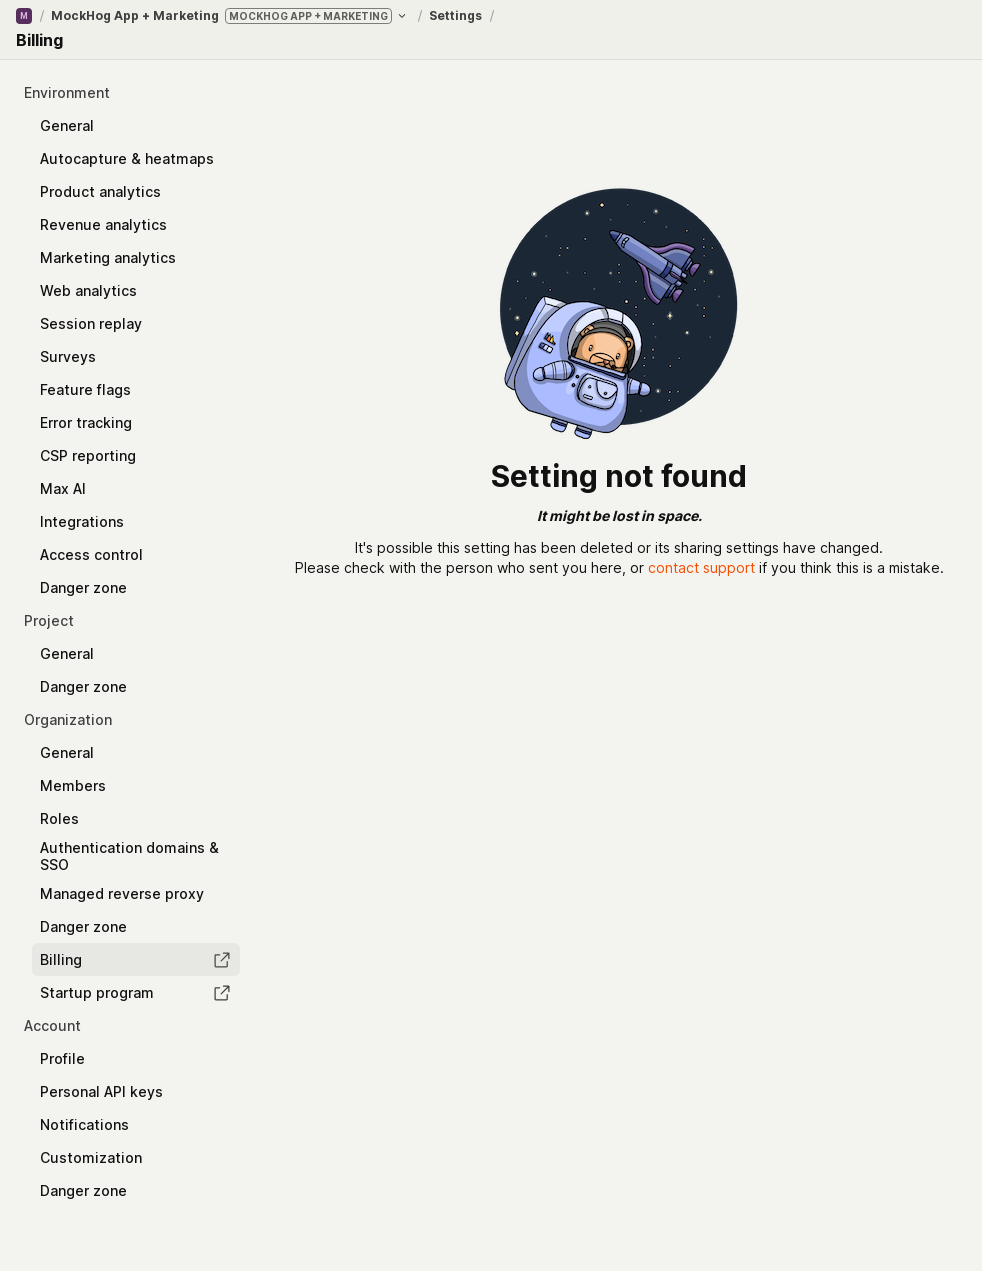 M / MockHog App + Marketing MOCKHOG APP + MARKETING / Settings /
Billing
Environment
General
Autocapture & heatmaps
Product analytics
Revenue analytics
Marketing analytics
Web analytics
Session replay
Surveys
Feature flags
Error tracking
CSP reporting
Max AI
Integrations
Access control
Danger zone
Project
General
Danger zone
Organization
General
Members
Roles
Authentication domains &
SSO
Managed reverse proxy
Danger zone
Billing
Startup program
Account
Profile
Personal API keys
Notifications
Customization
Danger zone
Setting not found
It might be lost in space.
It's possible this setting has been deleted or its sharing settings have changed.
Please check with the person who sent you here, or contact support if you think this is a mistake.